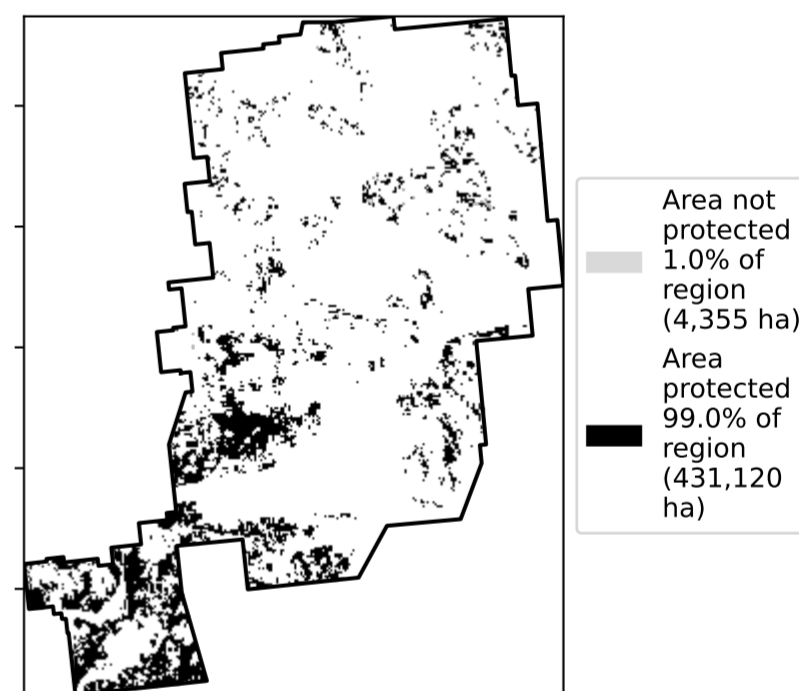 Area not
protected
1.0% of
region
(4,355 ha)
Area
protected
99.0% of
region
(431,120
ha)